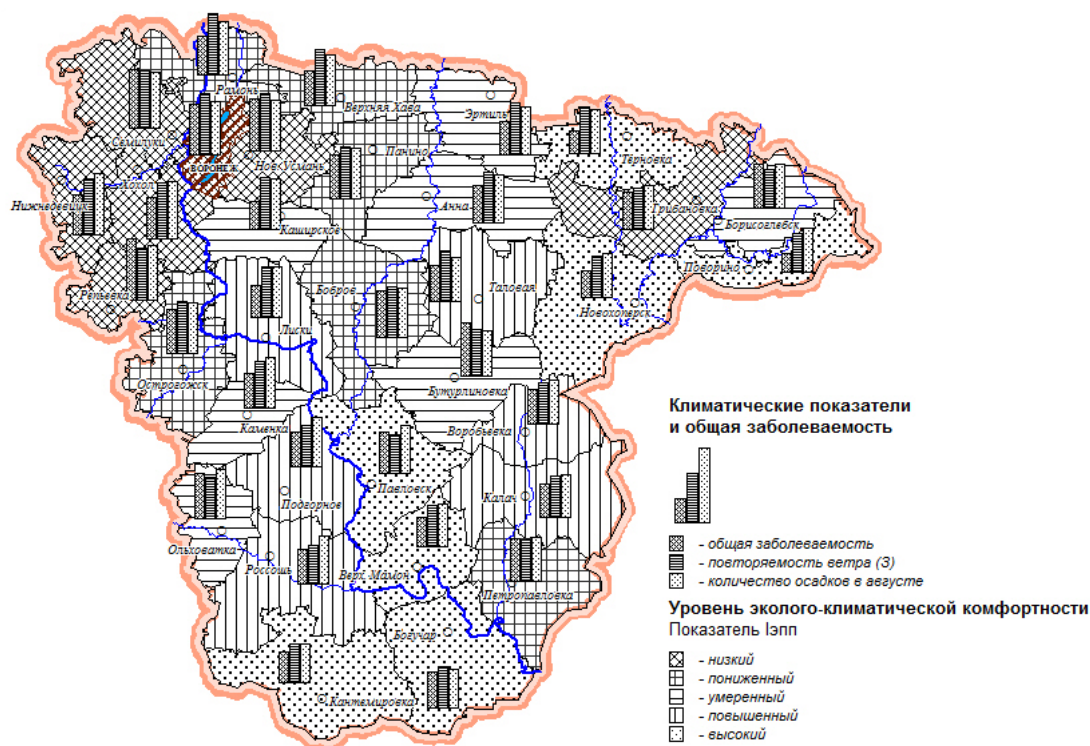 Рамонь
Верхняя Хава
Эртиль
Семилуки
ВОРОНЕЖ
Нов.Усмань
Панино
Терновка
Хохол
Нижнедевицк
Анна
Грибановка
Каширское
Борисоглебск
Поворино
Репьевка
Бобров
Таловая
Новохоперск
Лиски
Острогожск
Бутурлиновка
Каменка
Воробьевка
Павловск
Калач
Подгорнов
Ольховатка
Россошь
Верх.Мамон
Петропавловка
Богучар
Кантемировка
Климатические показатели
и общая заболеваемость
- общая заболеваемость
- повторяемость ветра (З)
- количество осадков в августе
Уровень эколого-климатической комфортности
Показатель Iэпп
- низкий
- пониженный
- умеренный
- повышенный
- высокий